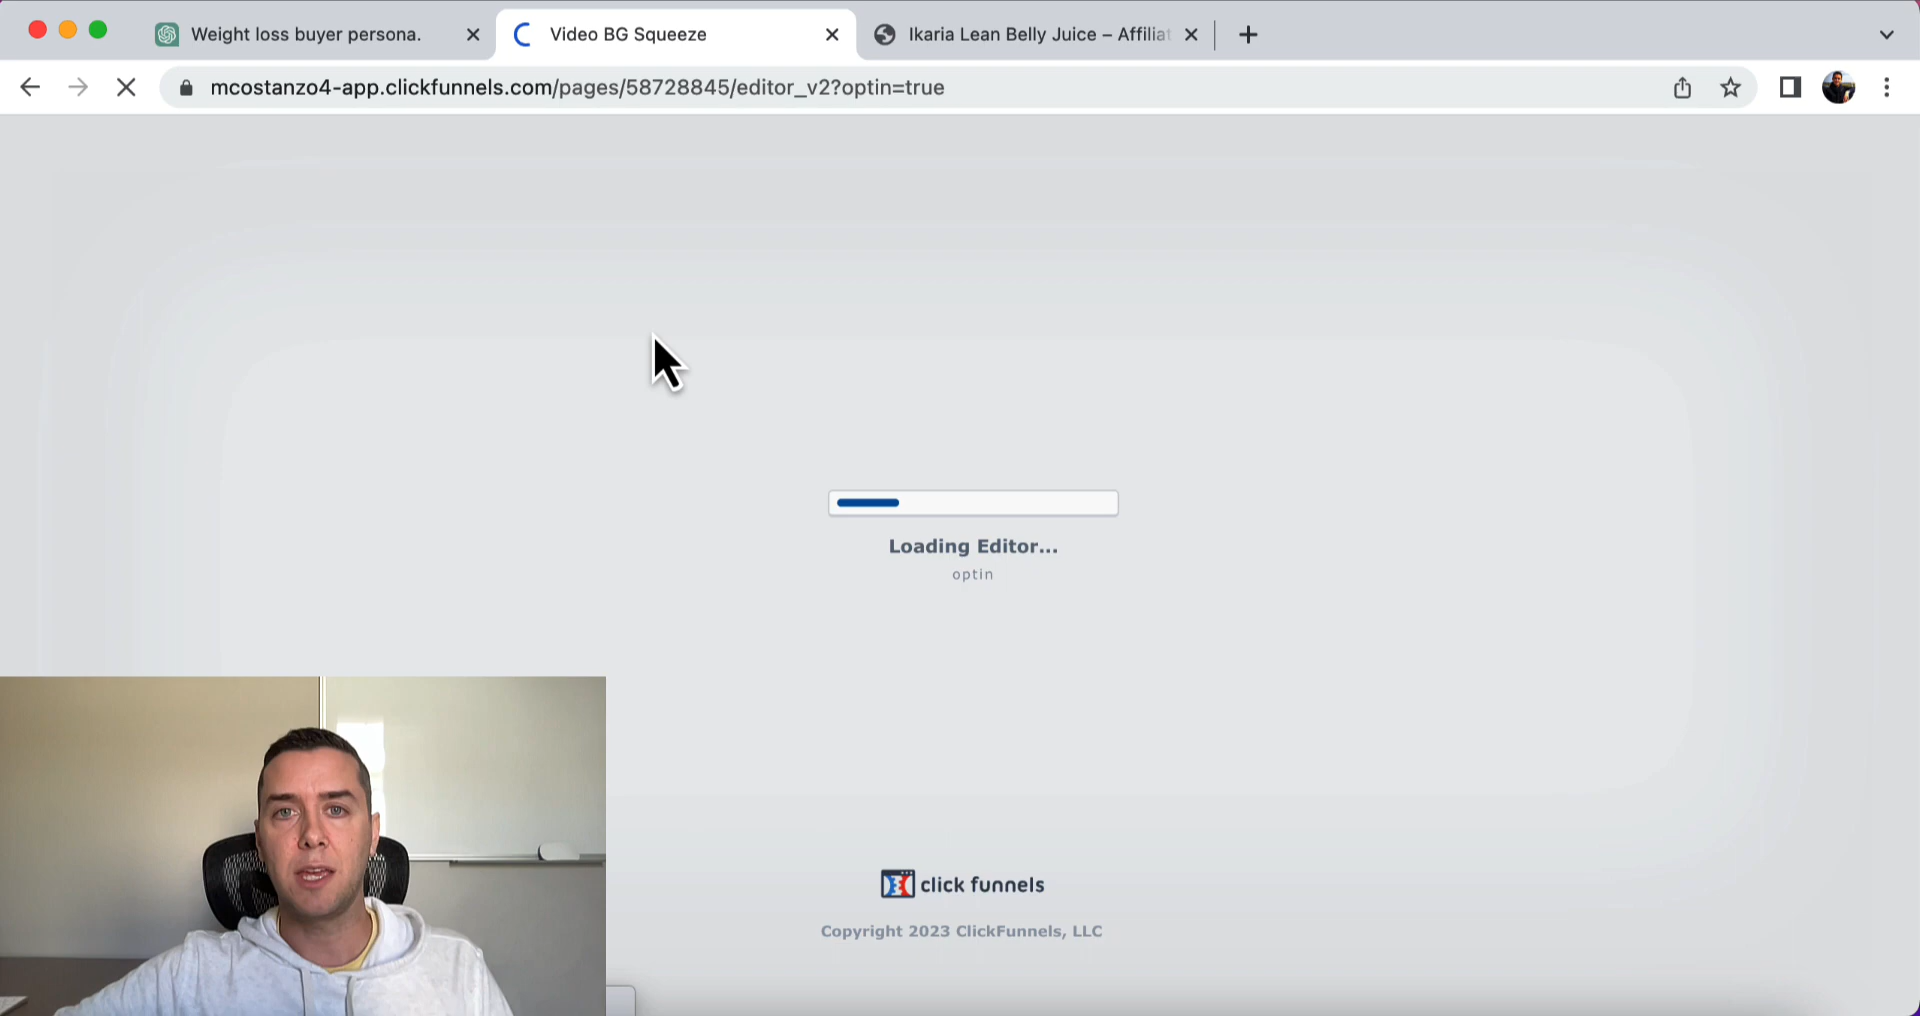 Weight loss buyer persona.
Video BG Squeeze
Ikaria Lean Belly Juice – Affiliat
mcostanzo4-app.clickfunnels.com/pages/58728845/editor_v2?optin=true
Loading Editor...
optin
click funnels
Copyright 2023 ClickFunnels, LLC